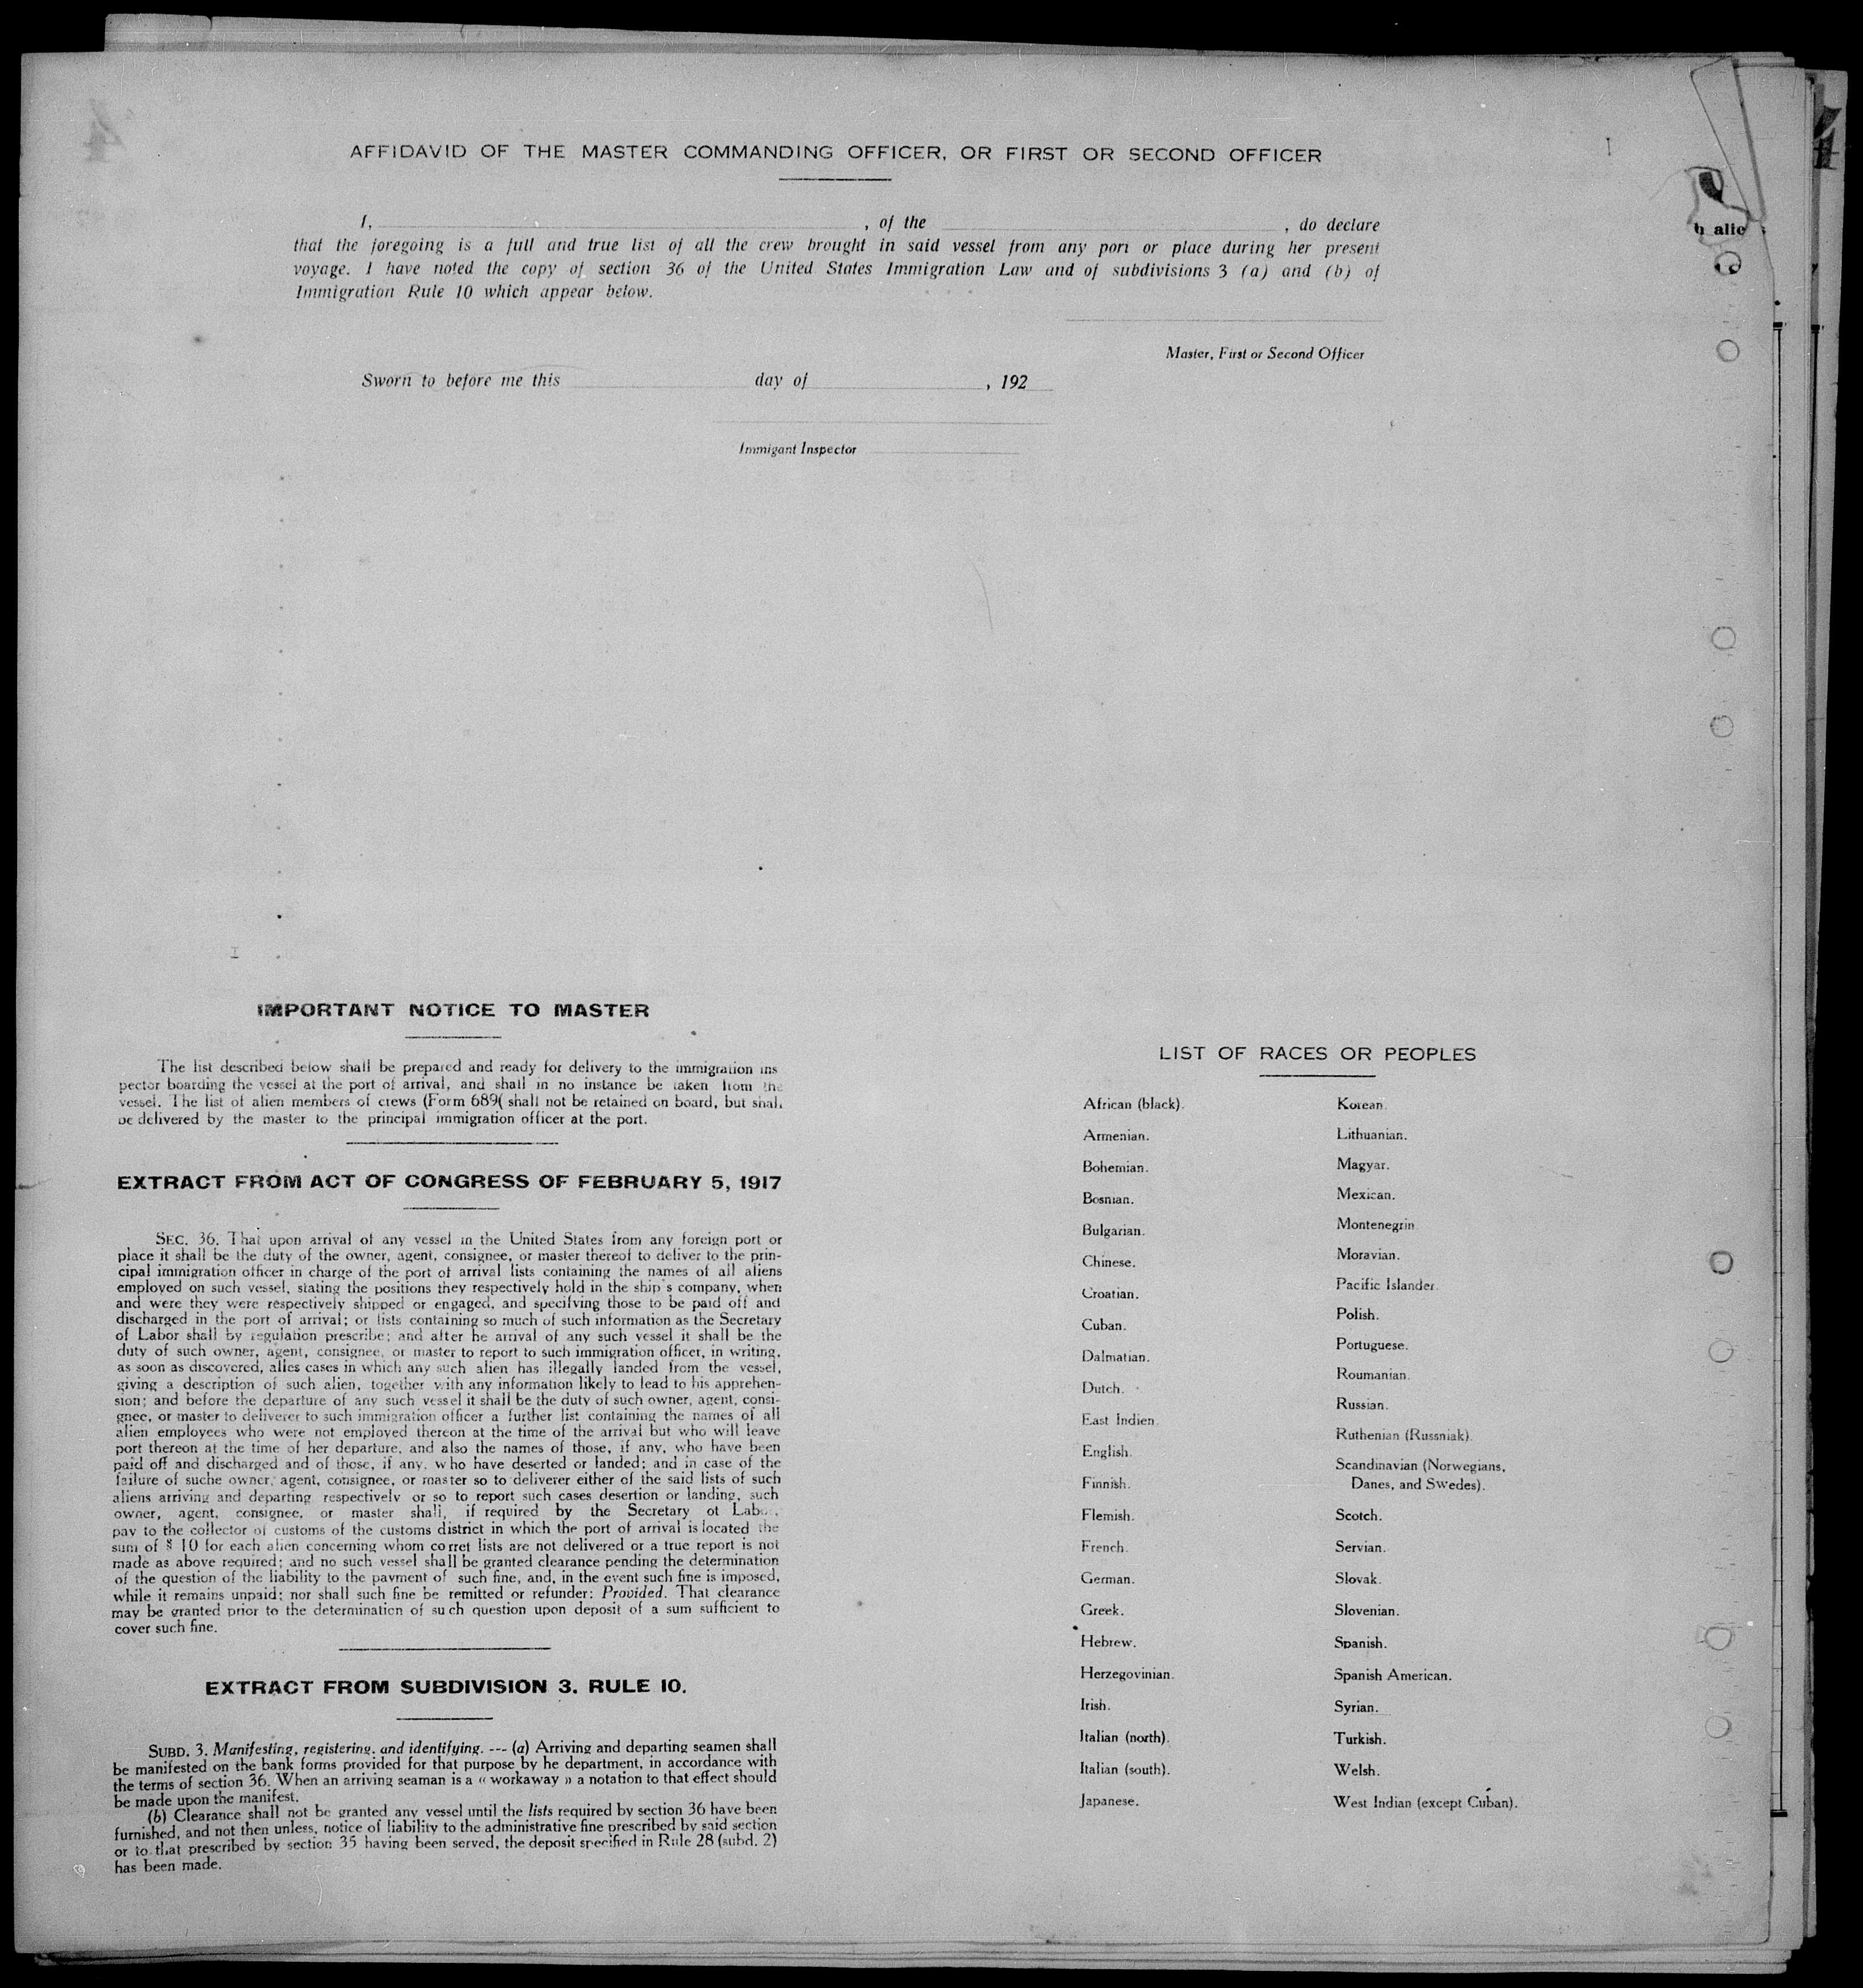 AFFIDAVID OF THE MASTER COMMANDING OFFICER, OR FIRST OR SECOND OFFICER
I, , of the , do declare
that the foregoing is a full and true list of all the crew brought in said vessel from any port or place during her present
voyage. I have noted the copy of section 36 of the United States Immigration Law and of subdivisions 3 (a) and (b) of
Immigration Rule 10 which appear below.
Master, First or Second Officer
Sworn to before me this day of , 192
Immigant Inspector
h alie
IMPORTANT NOTICE TO MASTER
The list described below shall be prepared and ready for delivery to the immigration ins
pector boarding the vessel at the port of arrival, and shall in no instance be taken from the
vessel. The list of alien members of crews (Form 689( shall not be retained on board, but shall
be delivered by the master to the principal immigration officer at the port.
EXTRACT FROM ACT OF CONGRESS OF FEBRUARY 5, 1917
SEC. 36. That upon arrival of any vessel in the United States from any foreign port or
place it shall be the duty of the owner, agent, consignee, or master thereof to deliver to the prin-
cipal immigration officer in charge of the port of arrival lists containing the names of all aliens
employed on such vessel, stating the positions they respectively hold in the ship's company, when
and were they were respectively shipped or engaged, and specifying those to be paid off and
discharged in the port of arrival; or lists containing so much of such information as the Secretary
of Labor shall by regulation prescribe; and after he arrival of any such vessel it shall be the
duty of such owner, agent, consignee, or master to report to such immigration officer, in writing,
as soon as discovered, alles cases in which any such alien has illegally landed from the vessel,
giving a description of such alien, together with any information likely to lead to his apprehen-
sion; and before the departure of any such vessel it shall be the duty of such owner, agent, consi-
gnee, or master to deliverer to such immigration officer a further list containing the names of all
alien employees who were not employed thereon at the time of the arrival but who will leave
port thereon at the time of her departure, and also the names of those, if any, who have been
paid off and discharged and of those, if any, who have deserted or landed; and in case of the
failure of suche owner, agent, consignee, or master so to deliverer either of the said lists of such
aliens arriving and departing respectively or so to report such cases desertion or landing, such
owner, agent, consignee, or master shall, if required by the Secretary of Labor,
pay to the collector of customs of the customs district in which the port of arrival is located the
sum of $ 10 for each alien concerning whom corret lists are not delivered or a true report is not
made as above required; and no such vessel shall be granted clearance pending the determination
of the question of the liability to the payment of such fine, and, in the event such fine is imposed,
while it remains unpaid; nor shall such fine be remitted or refunder: Provided. That clearance
may be granted prior to the determination of such question upon deposit of a sum sufficient to
cover such fine.
EXTRACT FROM SUBDIVISION 3. RULE 10.
SUBD. 3. Manifesting, registering. and identifying. --- (a) Arriving and departing seamen shall
be manifested on the bank forms provided for that purpose by he department, in accordance with
the terms of section 36. When an arriving seaman is a « workaway » a notation to that effect should
be made upon the manifest.
(b) Clearance shall not be granted any vessel until the lists required by section 36 have been
furnished, and not then unless, notice of liability to the administrative fine prescribed by said section
or to that prescribed by section 35 having been served, the deposit specified in Rule 28 (subd. 2)
has been made.
LIST OF RACES OR PEOPLES
African (black).
Armenian.
Bohemian.
Bosnian.
Bulgarian.
Chinese.
Croatian.
Cuban.
Dalmatian.
Dutch.
East Indien.
English.
Finnish.
Flemish.
French.
German.
Greek.
Hebrew.
Herzegovinian.
Irish.
Italian (north).
Italian (south).
Japanese.
Korean.
Lithuanian.
Magyar.
Mexican.
Montenegrin
Moravian.
Pacific Islander.
Polish.
Portuguese.
Roumanian.
Russian.
Ruthenian (Russniak).
Scandinavian (Norwegians,
Danes, and Swedes).
Scotch.
Servian.
Slovak.
Slovenian.
Spanish.
Spanish American.
Syrian.
Turkish.
Welsh.
West Indian (except Cuban).